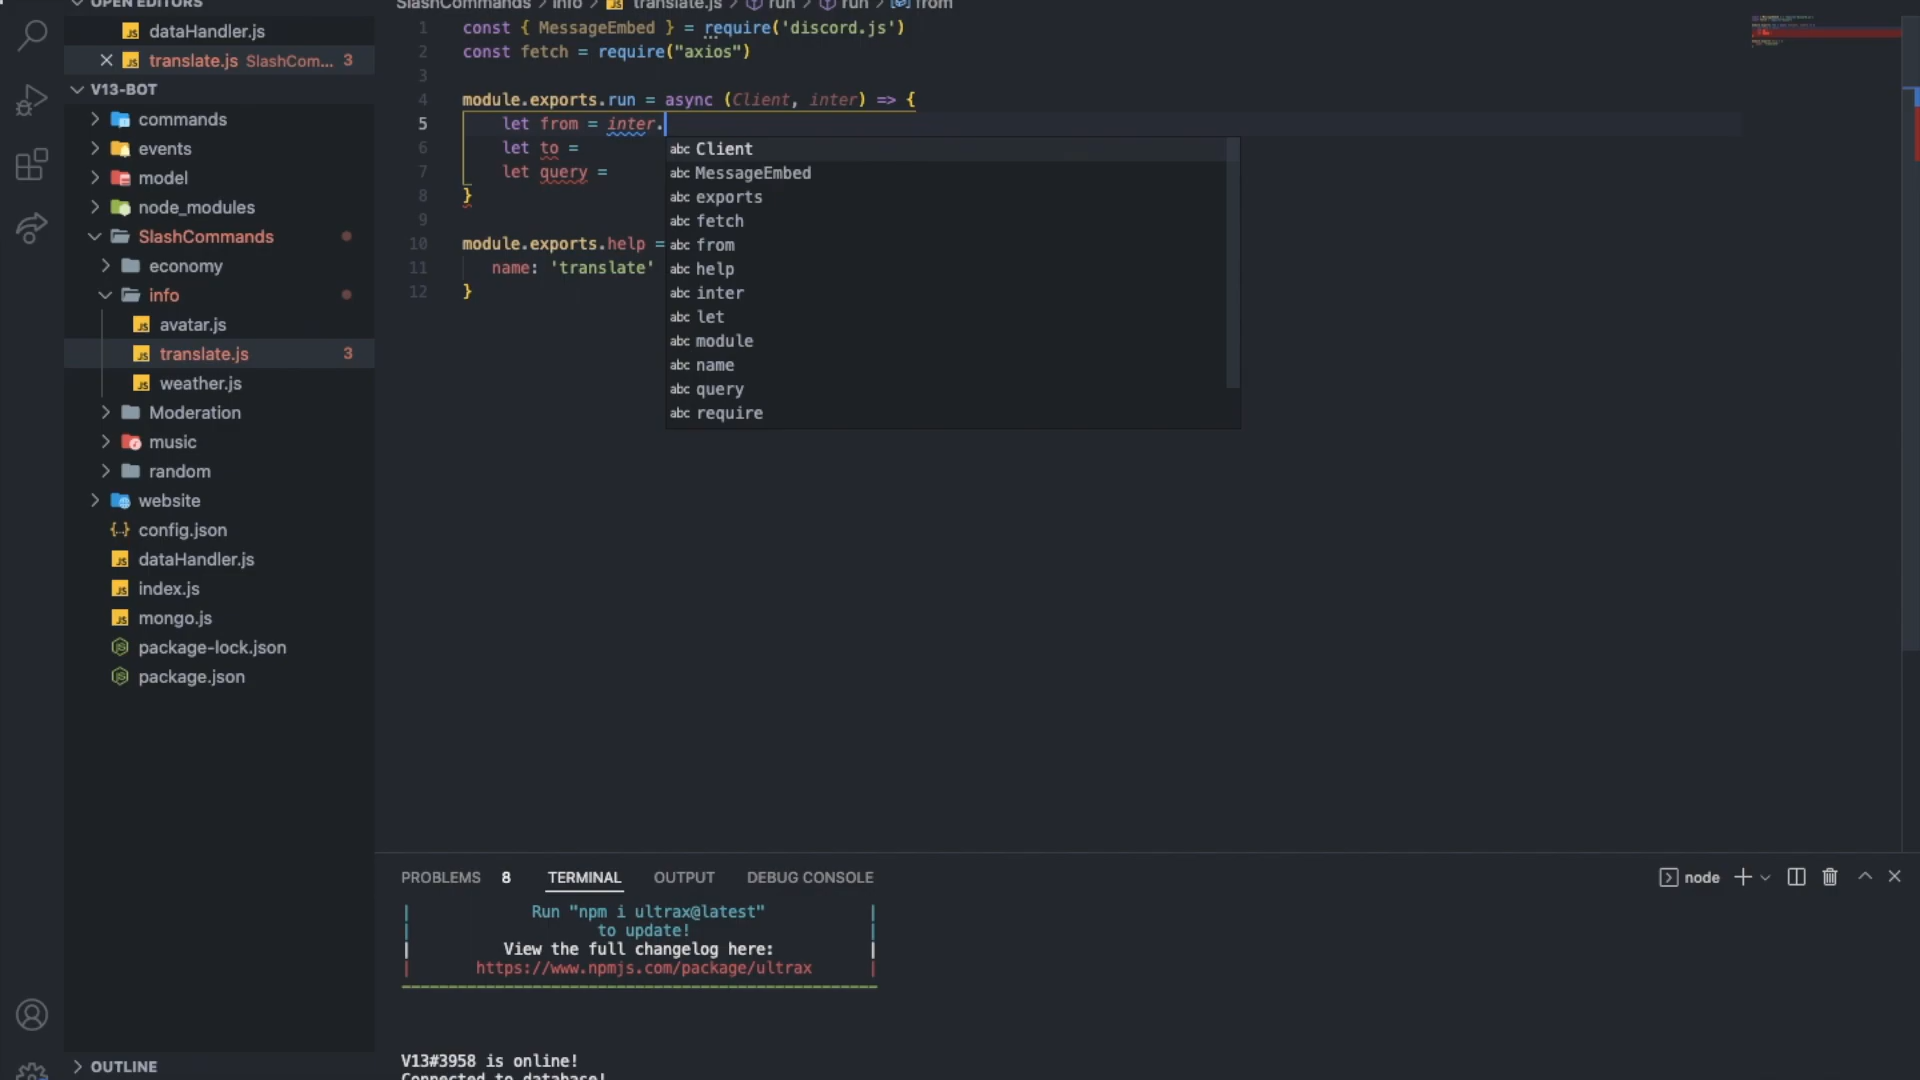 OPEN EDITORS
dataHandler.js
translate.js SlashCom... 3
V13-BOT
commands
events
model
node_modules
SlashCommands
economy
info
avatar.js
translate.js 3
weather.js
Moderation
music
random
website
config.json
dataHandler.js
index.js
mongo.js
package-lock.json
package.json
OUTLINE
SlashCommands > info > translate.js > run > run > from
1 const { MessageEmbed } = require('discord.js')
2 const fetch = require("axios")
3
4 module.exports.run = async (Client, inter) => {
5 let from = inter.
6 let to =
7 let query =
8 }
9
10 module.exports.help =
11 name: 'translate'
12 }
abc Client
abc MessageEmbed
abc exports
abc fetch
abc from
abc help
abc inter
abc let
abc module
abc name
abc query
abc require
PROBLEMS 8 TERMINAL OUTPUT DEBUG CONSOLE
node
| Run "npm i ultrax@latest" |
| to update! |
| View the full changelog here: |
| https://www.npmjs.com/package/ultrax |
V13#3958 is online!
Connected to database!